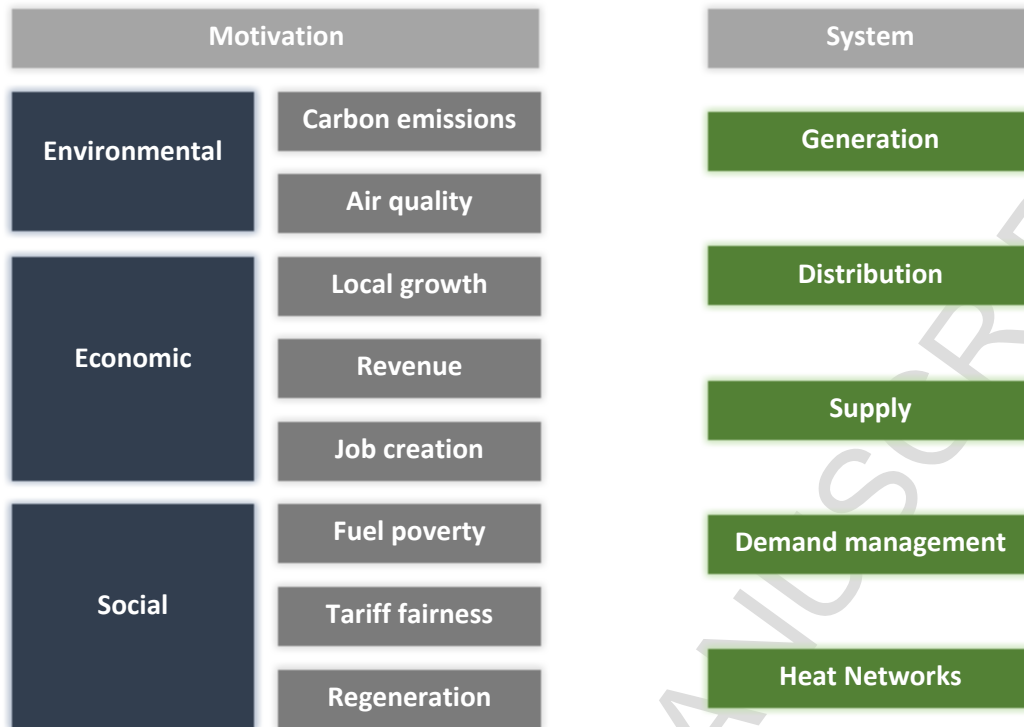 Motivation
System
Environmental
Carbon emissions
Air quality
Economic
Local growth
Revenue
Job creation
Social
Fuel poverty
Tariff fairness
Regeneration
Generation
Distribution
Supply
Demand management
Heat Networks